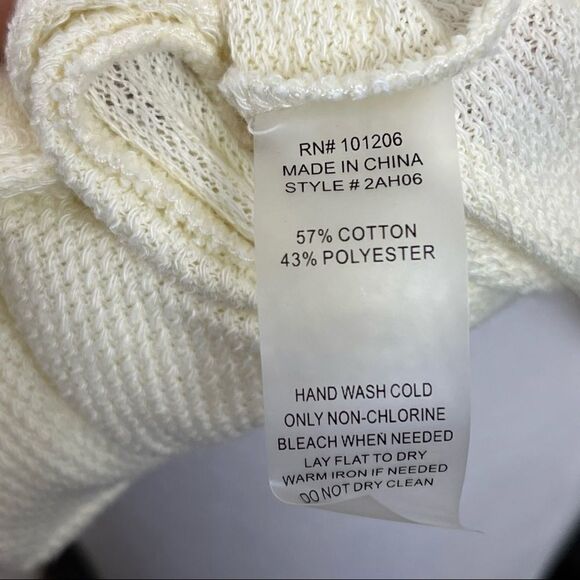 RN# 101206
MADE IN CHINA
STYLE # 2AH06
57% COTTON
43% POLYESTER
HAND WASH COLD
ONLY NON-CHLORINE
BLEACH WHEN NEEDED
LAY FLAT TO DRY
WARM IRON IF NEEDED
DO NOT DRY CLEAN